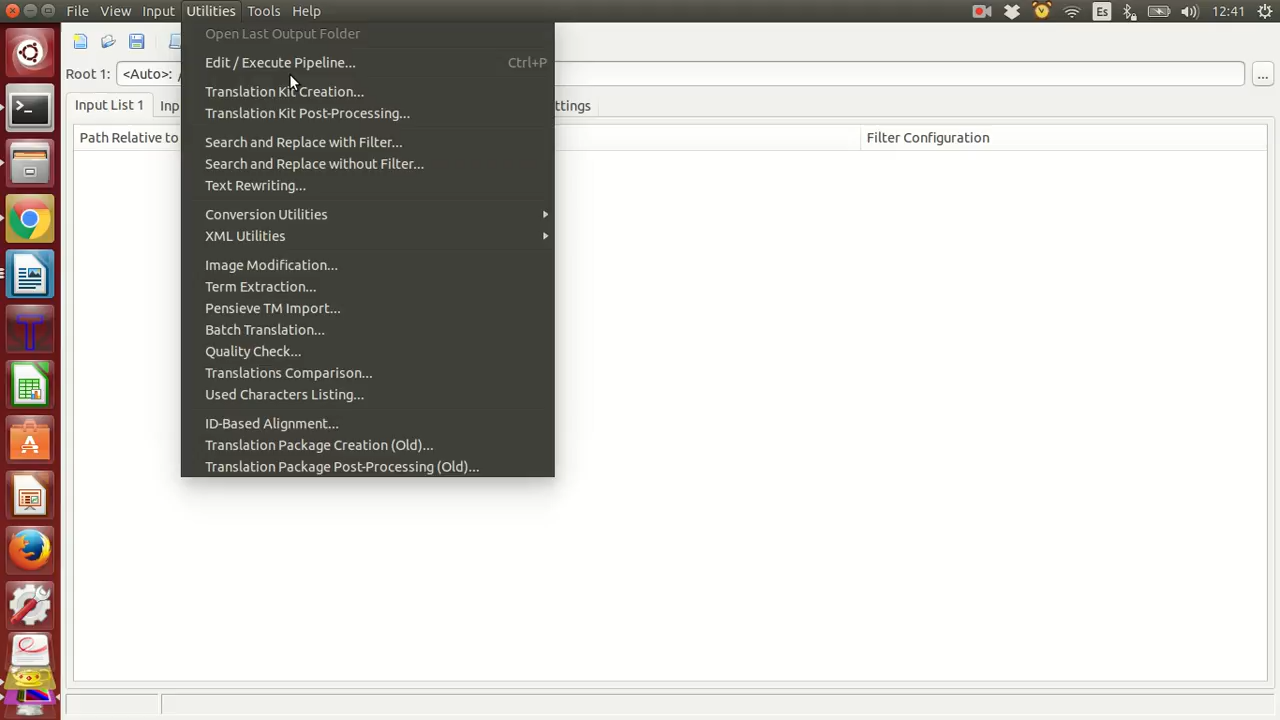 File View Input Utilities Tools Help
Es 12:41
Open Last Output Folder
Root 1: <Auto>: / ...
Edit / Execute Pipeline... Ctrl+P
Translation Kit Creation...
Input List 1 Inp ttings
Translation Kit Post-Processing...
Path Relative to Filter Configuration
Search and Replace with Filter...
Search and Replace without Filter...
Text Rewriting...
Conversion Utilities
XML Utilities
Image Modification...
Term Extraction...
Pensieve TM Import...
Batch Translation...
Quality Check...
Translations Comparison...
Used Characters Listing...
ID-Based Alignment...
Translation Package Creation (Old)...
Translation Package Post-Processing (Old)...